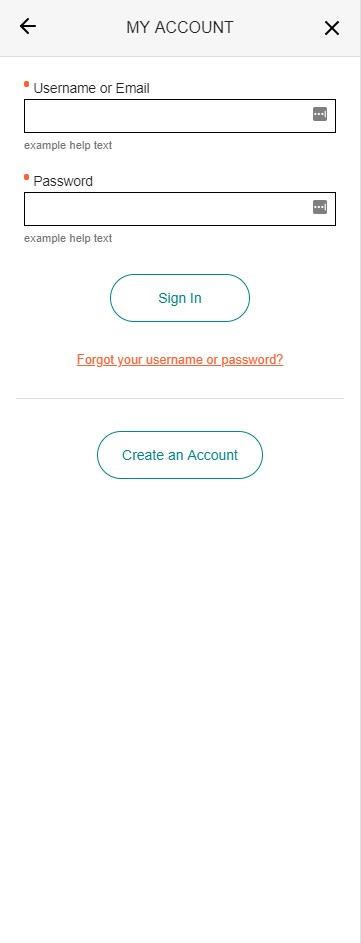 MY ACCOUNT
Username or Email
example help text
Password
example help text
Sign In
Forgot your username or password?
Create an Account